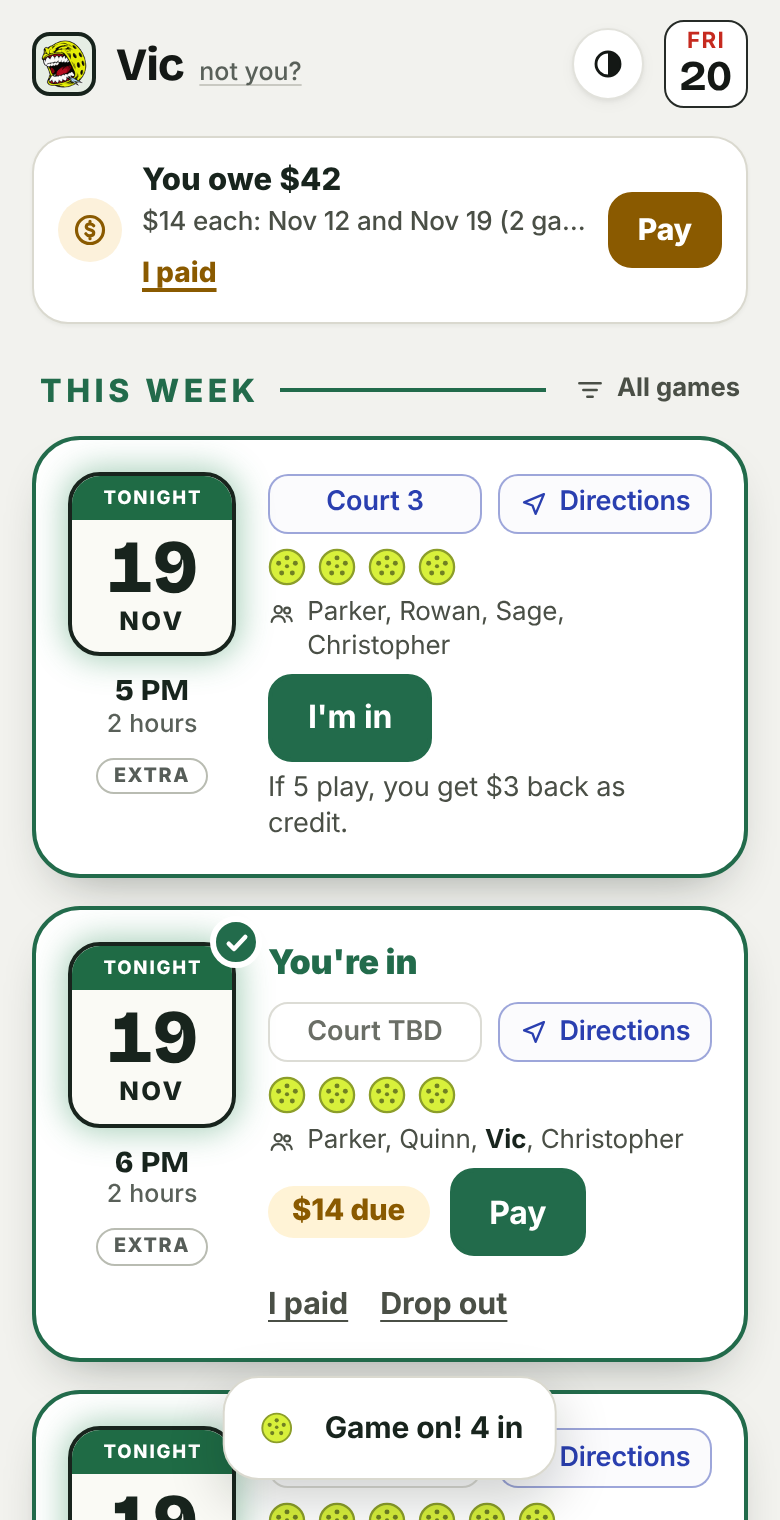 Vic not you?
FRI
20
You owe $42
$14 each: Nov 12 and Nov 19 (2 ga...
I paid
Pay
THIS WEEK
All games
TONIGHT
19
NOV
5 PM
2 hours
EXTRA
Court 3
Directions
Parker, Rowan, Sage,
Christopher
I'm in
If 5 play, you get $3 back as
credit.
TONIGHT
19
NOV
6 PM
2 hours
EXTRA
You're in
Court TBD
Directions
Parker, Quinn, Vic, Christopher
$14 due
Pay
I paid Drop out
Game on! 4 in
TONIGHT
19
Directions